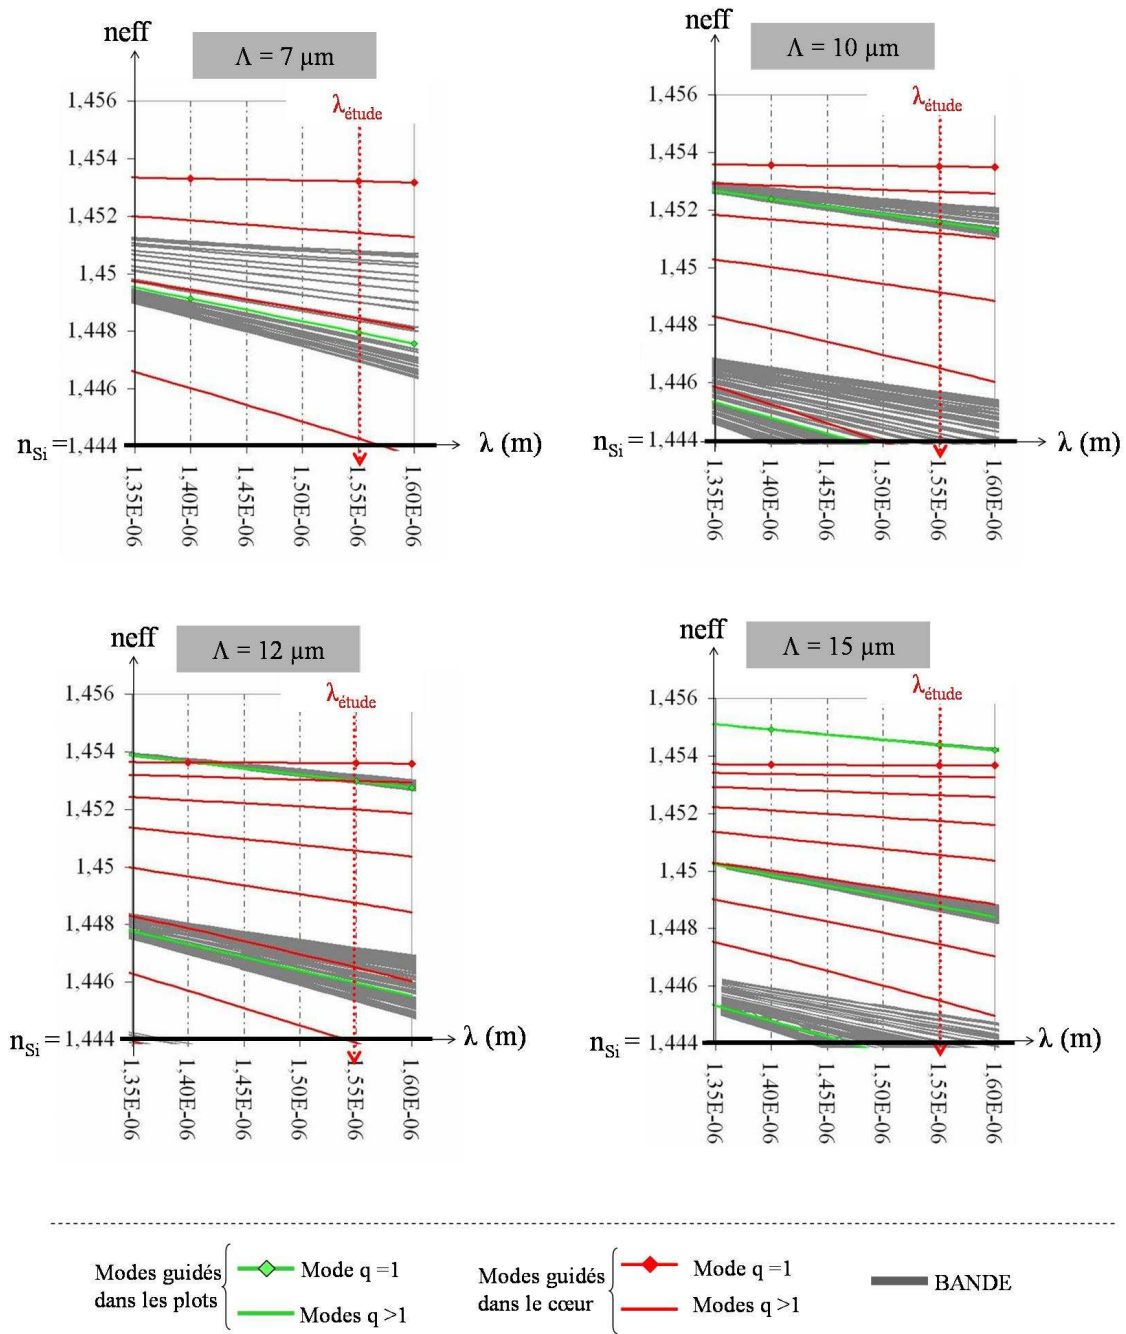 neff
Λ = 7 µm
1,456
λétude
1,454
1,452
1,45
1,448
1,446
nSi = 1,444
λ (m)
1,35E-06
1,40E-06
1,45E-06
1,50E-06
1,55E-06
1,60E-06
neff
Λ = 10 µm
1,456
λétude
1,454
1,452
1,45
1,448
1,446
nSi = 1,444
λ (m)
1,35E-06
1,40E-06
1,45E-06
1,50E-06
1,55E-06
1,60E-06
neff
Λ = 12 µm
1,456
λétude
1,454
1,452
1,45
1,448
1,446
nSi = 1,444
λ (m)
1,35E-06
1,40E-06
1,45E-06
1,50E-06
1,55E-06
1,60E-06
neff
Λ = 15 µm
1,456
λétude
1,454
1,452
1,45
1,448
1,446
nSi = 1,444
λ (m)
1,35E-06
1,40E-06
1,45E-06
1,50E-06
1,55E-06
1,60E-06
Modes guidés
dans les plots
Mode q =1
Modes q >1
Modes guidés
dans le cœur
Mode q =1
Modes q >1
BANDE